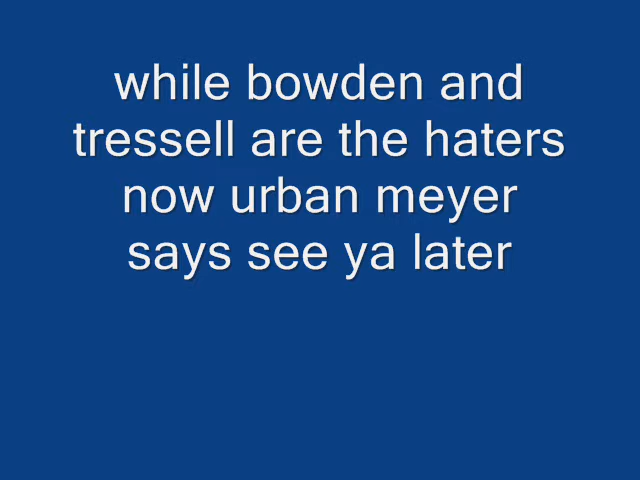 while bowden and
tressell are the haters
now urban meyer
says see ya later